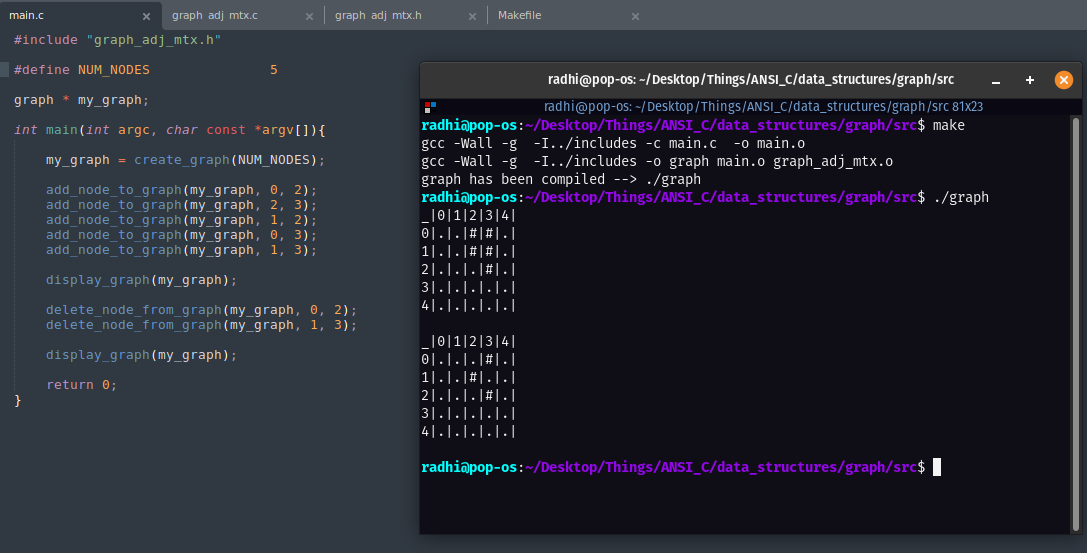 main.c × graph_adj_mtx.c × graph_adj_mtx.h × Makefile ×
#include "graph_adj_mtx.h"
#define NUM_NODES 5
graph * my_graph;
int main(int argc, char const *argv[]){
my_graph = create_graph(NUM_NODES);
add_node_to_graph(my_graph, 0, 2);
add_node_to_graph(my_graph, 2, 3);
add_node_to_graph(my_graph, 1, 2);
add_node_to_graph(my_graph, 0, 3);
add_node_to_graph(my_graph, 1, 3);
display_graph(my_graph);
delete_node_from_graph(my_graph, 0, 2);
delete_node_from_graph(my_graph, 1, 3);
display_graph(my_graph);
return 0;
}
radhi@pop-os: ~/Desktop/Things/ANSI_C/data_structures/graph/src
radhi@pop-os: ~/Desktop/Things/ANSI_C/data_structures/graph/src 81x23
radhi@pop-os:~/Desktop/Things/ANSI_C/data_structures/graph/src$ make
gcc -Wall -g  -I../includes -c main.c  -o main.o
gcc -Wall -g  -I../includes -o graph main.o graph_adj_mtx.o
graph has been compiled --> ./graph
radhi@pop-os:~/Desktop/Things/ANSI_C/data_structures/graph/src$ ./graph
_|0|1|2|3|4|
0|.|.|#|#|.|
1|.|.|#|#|.|
2|.|.|.|#|.|
3|.|.|.|.|.|
4|.|.|.|.|.|
_|0|1|2|3|4|
0|.|.|.|#|.|
1|.|.|#|.|.|
2|.|.|.|#|.|
3|.|.|.|.|.|
4|.|.|.|.|.|
radhi@pop-os:~/Desktop/Things/ANSI_C/data_structures/graph/src$